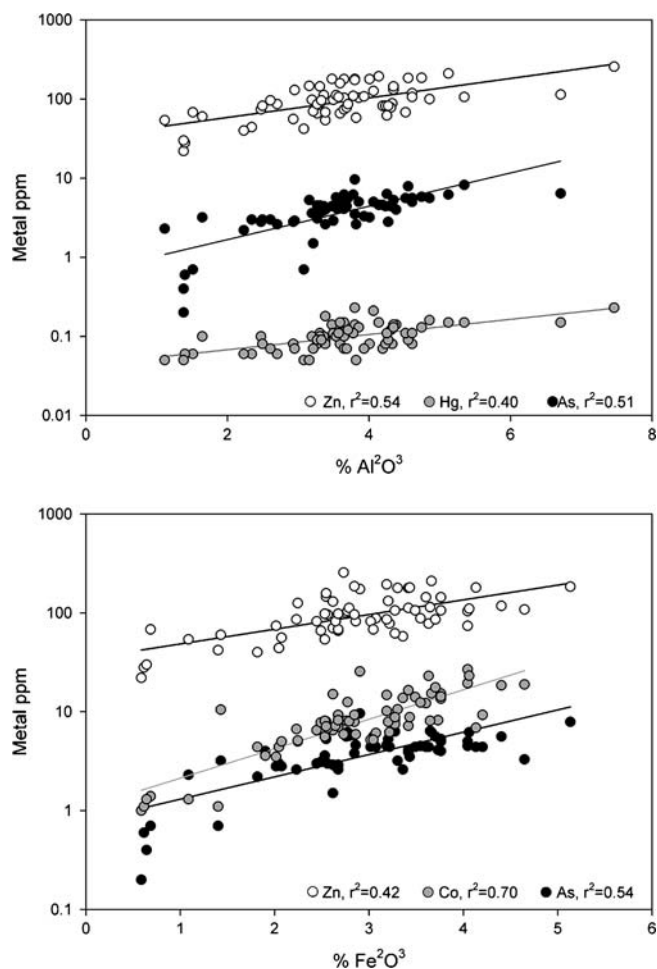 1000
100
10
1
0.1
0.01
Metal ppm
Zn, r²=0.54 Hg, r²=0.40 As, r²=0.51
0 2 4 6 8
% Al²O³
1000
100
10
1
0.1
Metal ppm
Zn, r²=0.42 Co, r²=0.70 As, r²=0.54
0 1 2 3 4 5 6
% Fe²O³